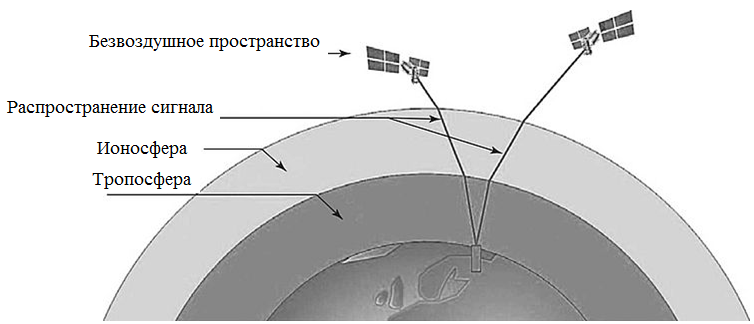 Безвоздушное пространство
Распространение сигнала
Ионосфера
Тропосфера